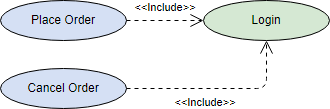 <<Include>>
Place Order
Login
Cancel Order
<<Include>>